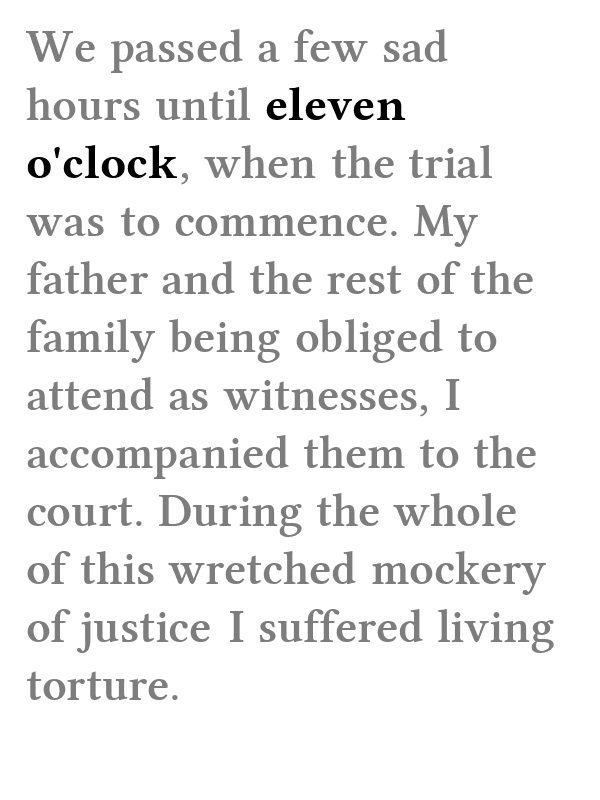 We passed a few sad
hours until eleven
o'clock, when the trial
was to commence. My
father and the rest of the
family being obliged to
attend as witnesses, I
accompanied them to the
court. During the whole
of this wretched mockery
of justice I suffered living
torture.